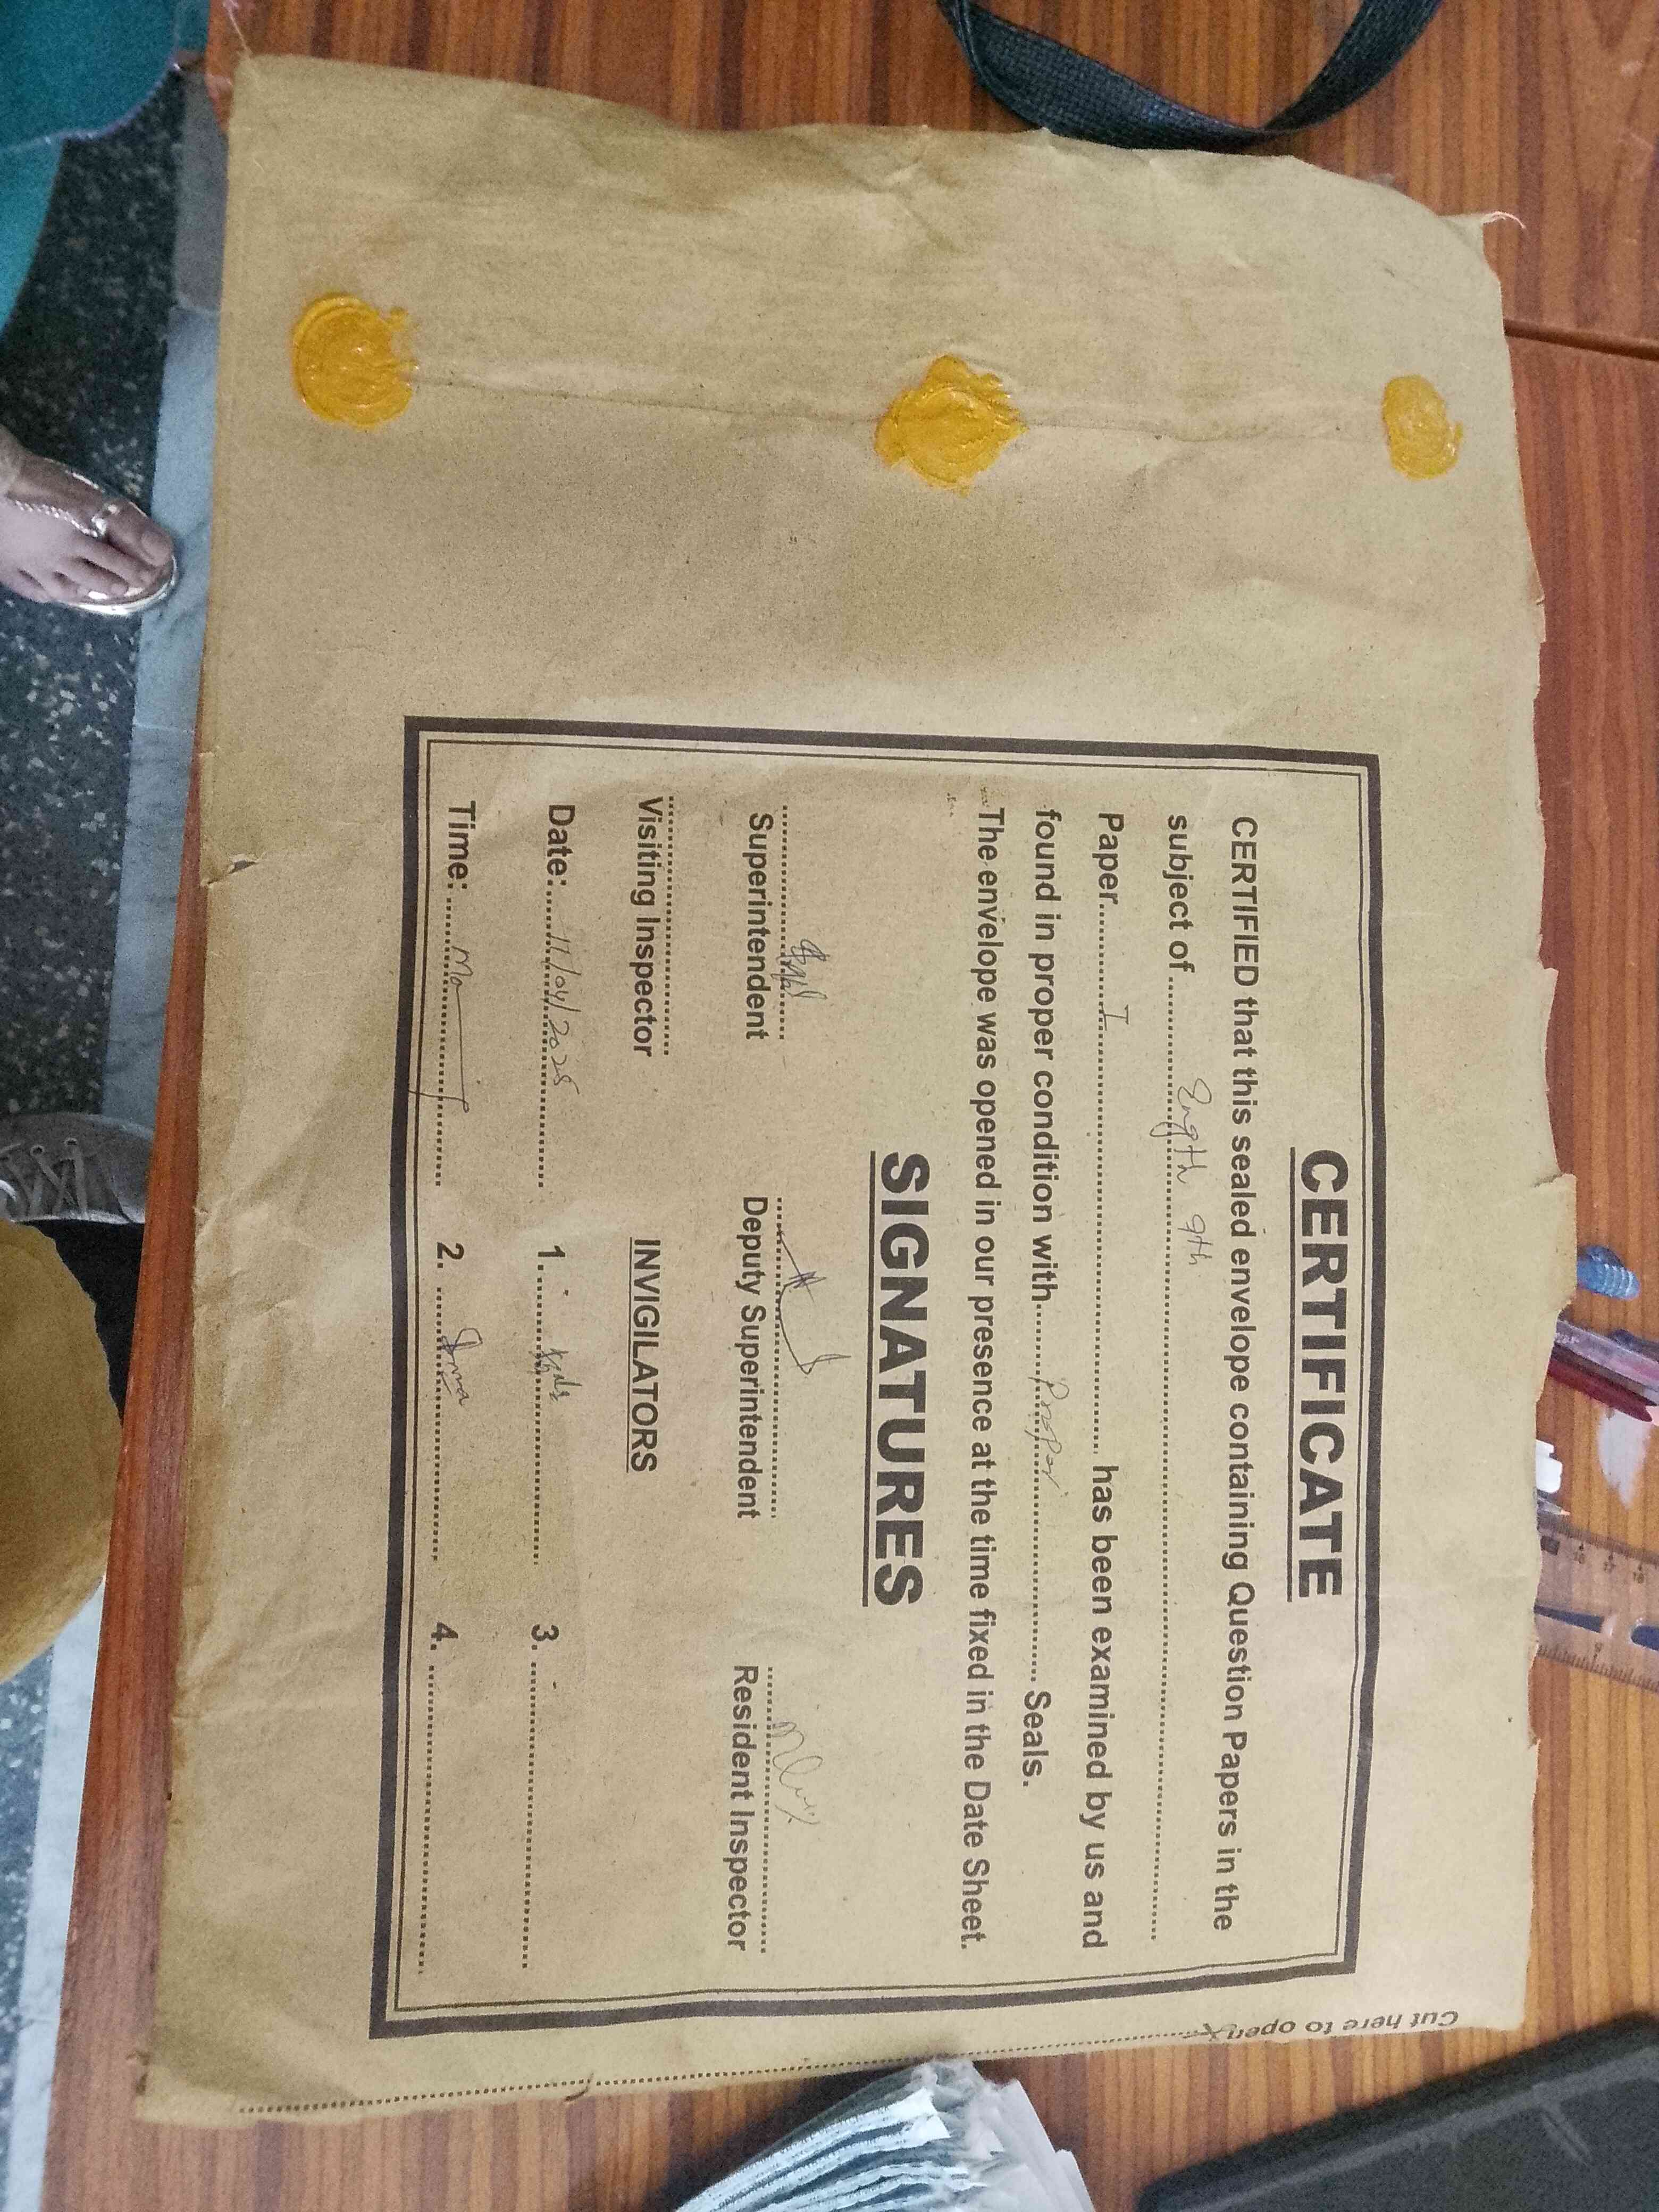 CERTIFICATE
CERTIFIED that this sealed envelope containing Question Papers in the
subject of.......... 9th ..........
Paper.......... I .......... has been examined by us and
found in proper condition with.......... Proper .......... Seals.
The envelope was opened in our presence at the time fixed in the Date Sheet.
SIGNATURES
Superintendent Deputy Superintendent Resident Inspector
Visiting Inspector INVIGILATORS
Date:..... 11/04/2025 ..... 1. .......... 3. ..........
Time: .......... 2. .......... 4. ..........
Cut here to open